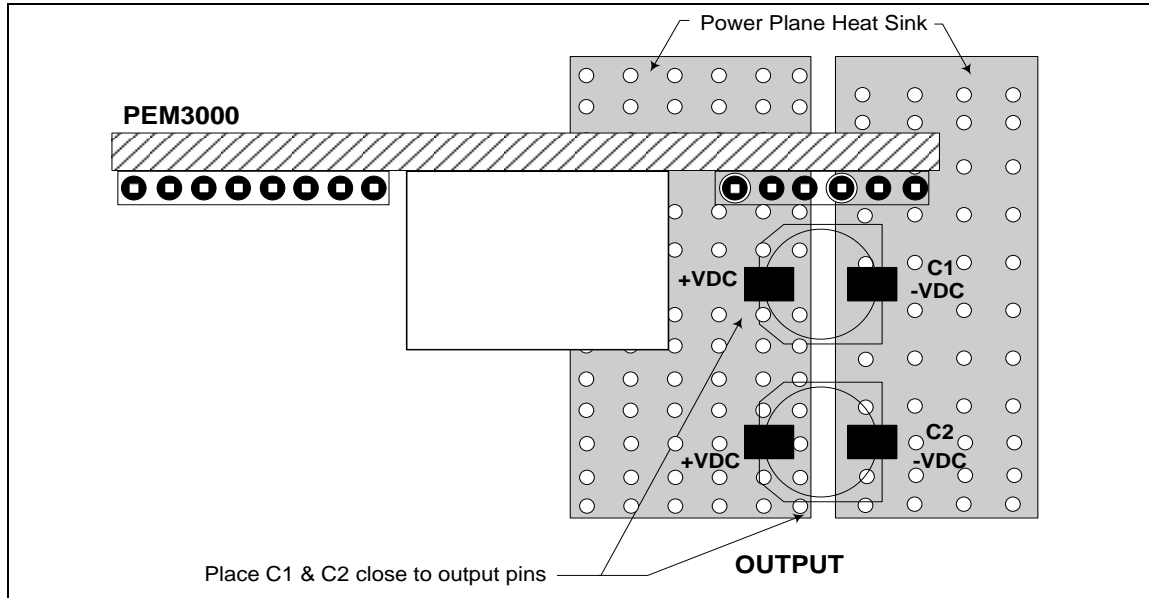 Power Plane Heat Sink
PEM3000
+VDC
C1
-VDC
+VDC
C2
-VDC
Place C1 & C2 close to output pins
OUTPUT